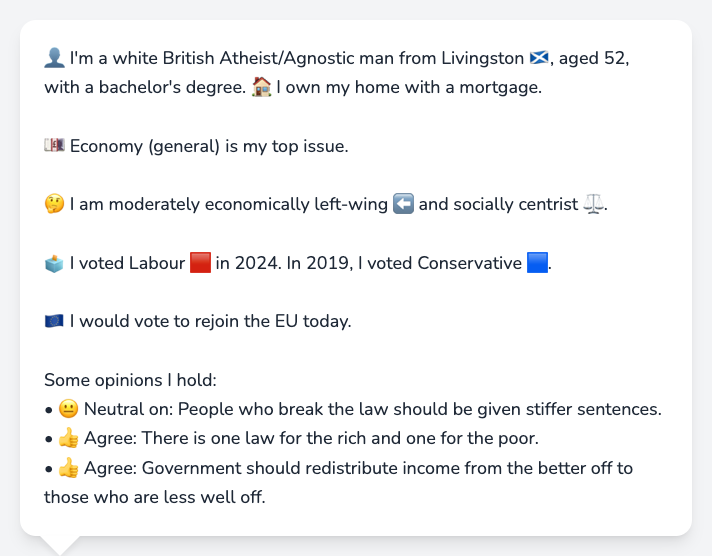 👤 I'm a white British Atheist/Agnostic man from Livingston 🏴󠁧󠁢󠁳󠁣󠁴󠁿, aged 52,
with a bachelor's degree. 🏠 I own my home with a mortgage.
💷 Economy (general) is my top issue.
🤔 I am moderately economically left-wing ⬅️ and socially centrist ⚖️.
🗳️ I voted Labour 🟥 in 2024. In 2019, I voted Conservative 🟦.
🇪🇺 I would vote to rejoin the EU today.
Some opinions I hold:
• 😐 Neutral on: People who break the law should be given stiffer sentences.
• 👍 Agree: There is one law for the rich and one for the poor.
• 👍 Agree: Government should redistribute income from the better off to
those who are less well off.